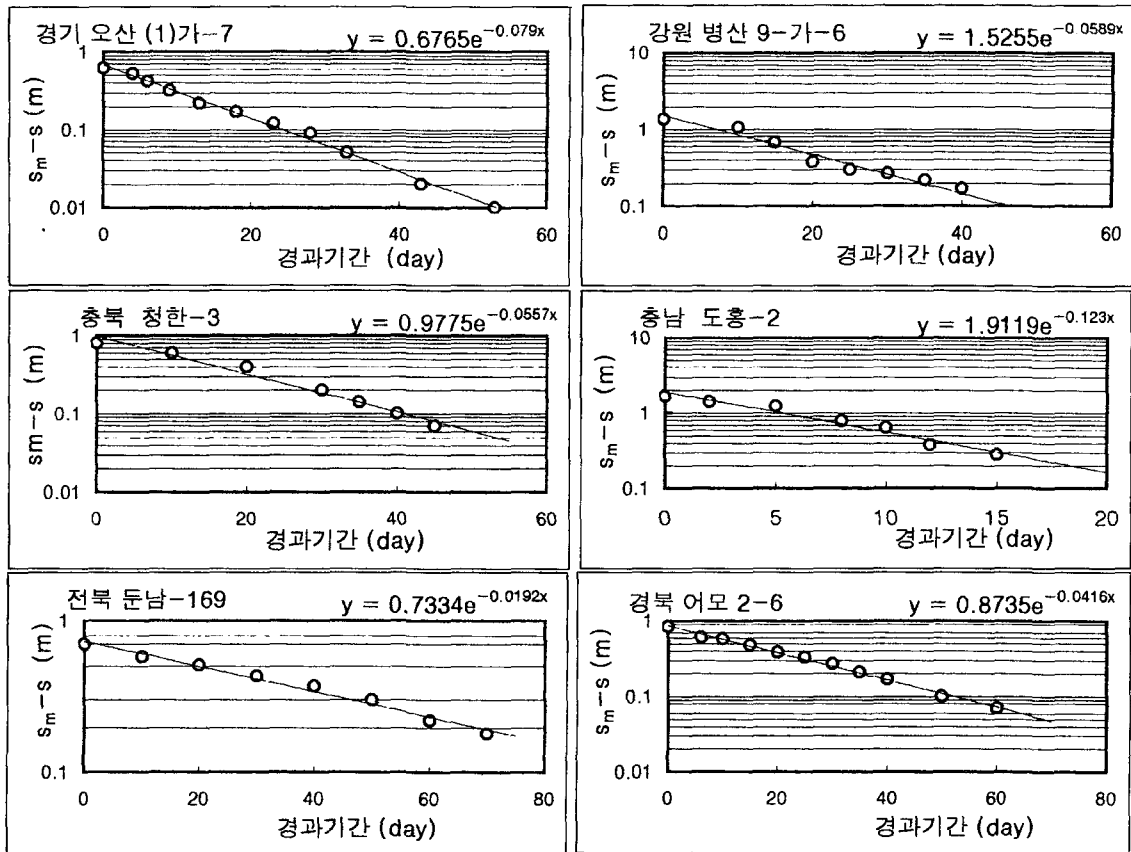 경기 오산 (1)가-7
y = 0.6765e^-0.079x
1
0.1
0.01
s_m-s (m)
0 20 40 60
경과기간 (day)
강원 병산 9-가-6
y = 1.5255e^-0.0589x
10
1
0.1
s_m-s (m)
0 20 40 60
경과기간 (day)
충북 청한-3
y = 0.9775e^-0.0557x
1
0.1
0.01
sm-s (m)
0 20 40 60
경과기간 (day)
충남 도홍-2
y = 1.9119e^-0.123x
10
1
0.1
s_m-s (m)
0 5 10 15 20
경과기간 (day)
전북 둔남-169
y = 0.7334e^-0.0192x
1
0.1
s_m-s (m)
0 20 40 60 80
경과기간 (day)
경북 어모 2-6
y = 0.8735e^-0.0416x
1
0.1
0.01
s_m-s (m)
0 20 40 60 80
경과기간 (day)